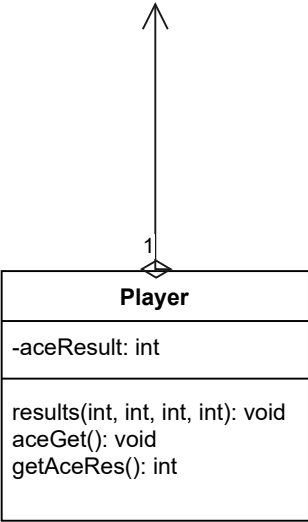 1
Player
-aceResult: int
results(int, int, int, int): void
aceGet(): void
getAceRes(): int